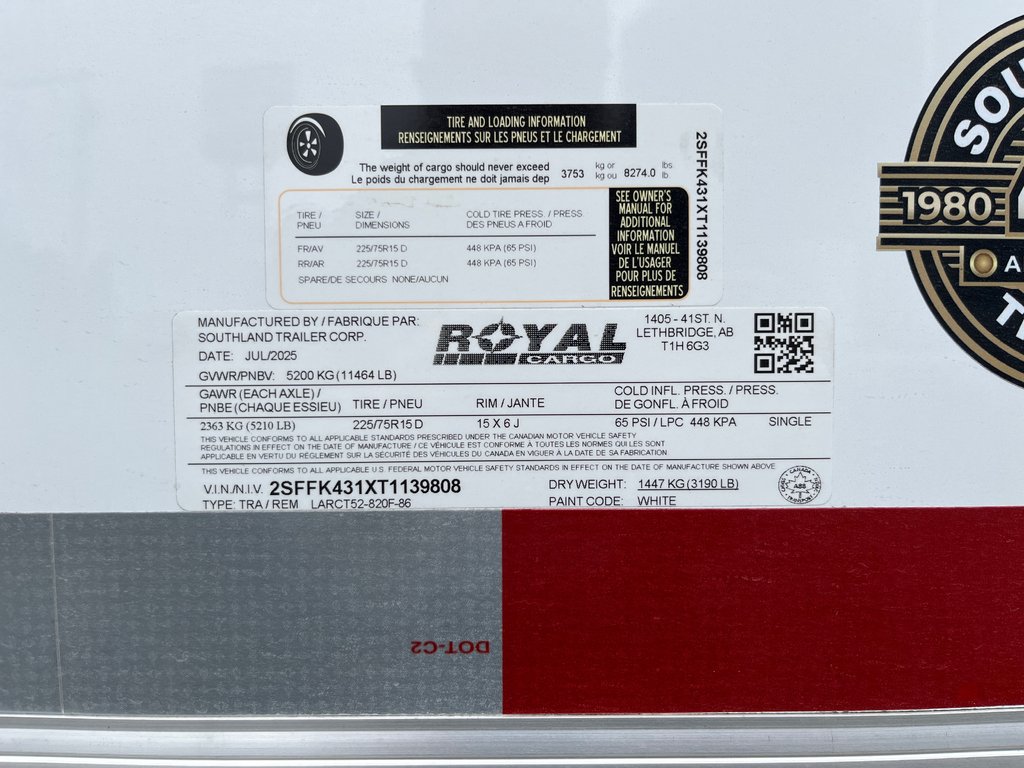 TIRE AND LOADING INFORMATION
RENSEIGNEMENTS SUR LES PNEUS ET LE CHARGEMENT
The weight of cargo should never exceed 3753 kg or 8274.0 lbs
Le poids du chargement ne doit jamais dep kg ou lb
TIRE / SIZE / COLD TIRE PRESS. / PRESS.
PNEU DIMENSIONS DES PNEUS A FROID
FR/AV 225/75R15 D 448 KPA (65 PSI)
RR/AR 225/75R15 D 448 KPA (65 PSI)
SPARE/DE SECOURS NONE/AUCUN
SEE OWNER'S
MANUAL FOR
ADDITIONAL
INFORMATION
VOIR LE MANUEL
DE L'USAGER
POUR PLUS DE
RENSEIGNEMENTS
2SFFK431XT1139808
MANUFACTURED BY / FABRIQUE PAR:
SOUTHLAND TRAILER CORP.
DATE: JUL/2025
ROYAL
CARGO
1405 - 41ST. N.
LETHBRIDGE, AB
T1H 6G3
GVWR/PNBV: 5200 KG (11464 LB)
GAWR (EACH AXLE) / COLD INFL. PRESS. / PRESS.
PNBE (CHAQUE ESSIEU) TIRE / PNEU RIM / JANTE DE GONFL. À FROID
2363 KG (5210 LB) 225/75R15 D 15 X 6 J 65 PSI / LPC 448 KPA SINGLE
THIS VEHICLE CONFORMS TO ALL APPLICABLE STANDARDS PRESCRIBED UNDER THE CANADIAN MOTOR VEHICLE SAFETY
REGULATIONS IN EFFECT ON THE DATE OF MANUFACTURE / CE VÉHICULE EST CONFORME À TOUTES LES NORMES QUI LES SONT
APPLICABLE EN VERTU DU RÉGLEMENT SUR LA SÉCURITÉ DES VÉHICULES DU CANADA EN VIGUER À LA DATE DE SA FABRICATION
THIS VEHICLE CONFORMS TO ALL APPLICABLE U.S. FEDERAL MOTOR VEHICLE SAFETY STANDARDS IN EFFECT ON THE DATE OF MANUFACTURE SHOWN ABOVE
V.I.N./N.I.V. 2SFFK431XT1139808 DRY WEIGHT: 1447 KG (3190 LB)
TYPE: TRA / REM LARCT52-820F-86 PAINT CODE: WHITE
CANADA
1980
DOT-C2